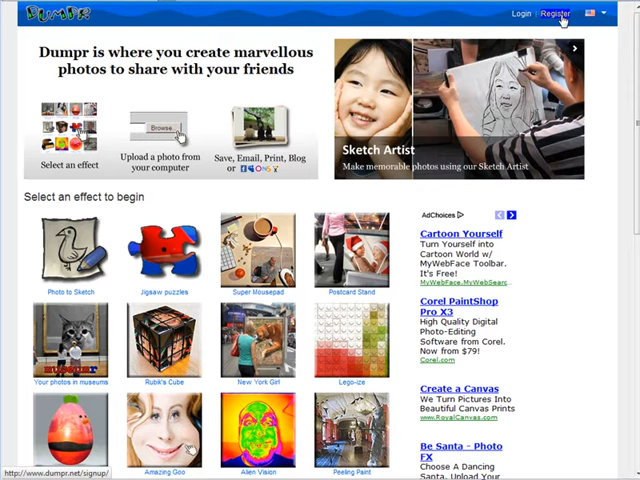 DUMPR
Login | Register
Dumpr is where you create marvellous
photos to share with your friends
Browse...
Select an effect
Upload a photo from
your computer
Save, Email, Print, Blog
or
Sketch Artist
Make memorable photos using our Sketch Artist
Select an effect to begin
Photo to Sketch
Jigsaw puzzles
Super Mousepad
Postcard Stand
Your photos in museums
Rubik's Cube
New York Girl
Lego-ize
Amazing Goo
Alien Vision
Peeling Paint
AdChoices
Cartoon Yourself
Turn Yourself into
Cartoon World w/
MyWebFace Toolbar.
It's Free!
MyWebFace.MyWebSearc...
Corel PaintShop
Pro X3
High Quality Digital
Photo-Editing
Software from Corel.
Now from $79!
Corel.com
Create a Canvas
We Turn Pictures Into
Beautiful Canvas Prints
www.RoyalCanvas.com
Be Santa - Photo
FX
Choose A Dancing
Santa, Upload Your
http://www.dumpr.net/signup/